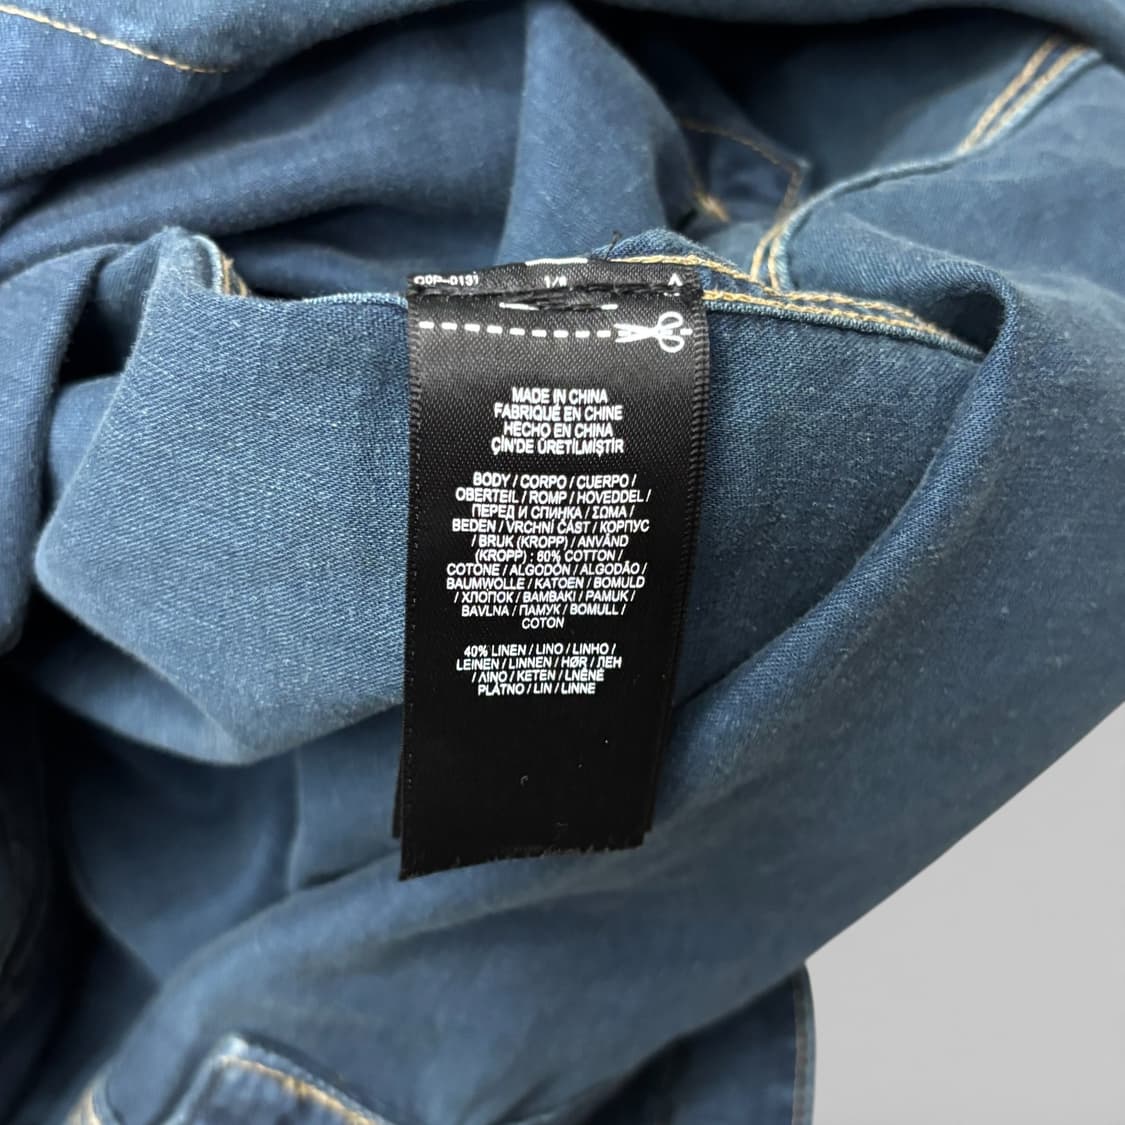 MADE IN CHINA
FABRIQUÉ EN CHINE
HECHO EN CHINA
ÇİN'DE ÜRETİLMİŞTİR
BODY / CORPO / CUERPO /
OBERTEIL / ROMP / HOVEDDEL /
ПЕРЕД И СПИНКА / ΣΩΜΑ /
BEDEN / VRCHNÍ ČÁST / КОРПУС
/ BRUK (KROPP) / ANVÄND
(KROPP) : 60% COTTON /
COTONE / ALGODÓN / ALGODÃO /
BAUMWOLLE / KATOEN / BOMULD
/ ХЛОПОК / ΒΑΜΒΑΚΙ / PAMUK /
BAVLNA / ПАМУК / BOMULL /
COTON
40% LINEN / LINO / LINHO /
LEINEN / LINNEN / HØR / ЛЕН
/ ΛΙΝΟ / KETEN / LNĚNÉ
PLÁTNO / LIN / LINNE